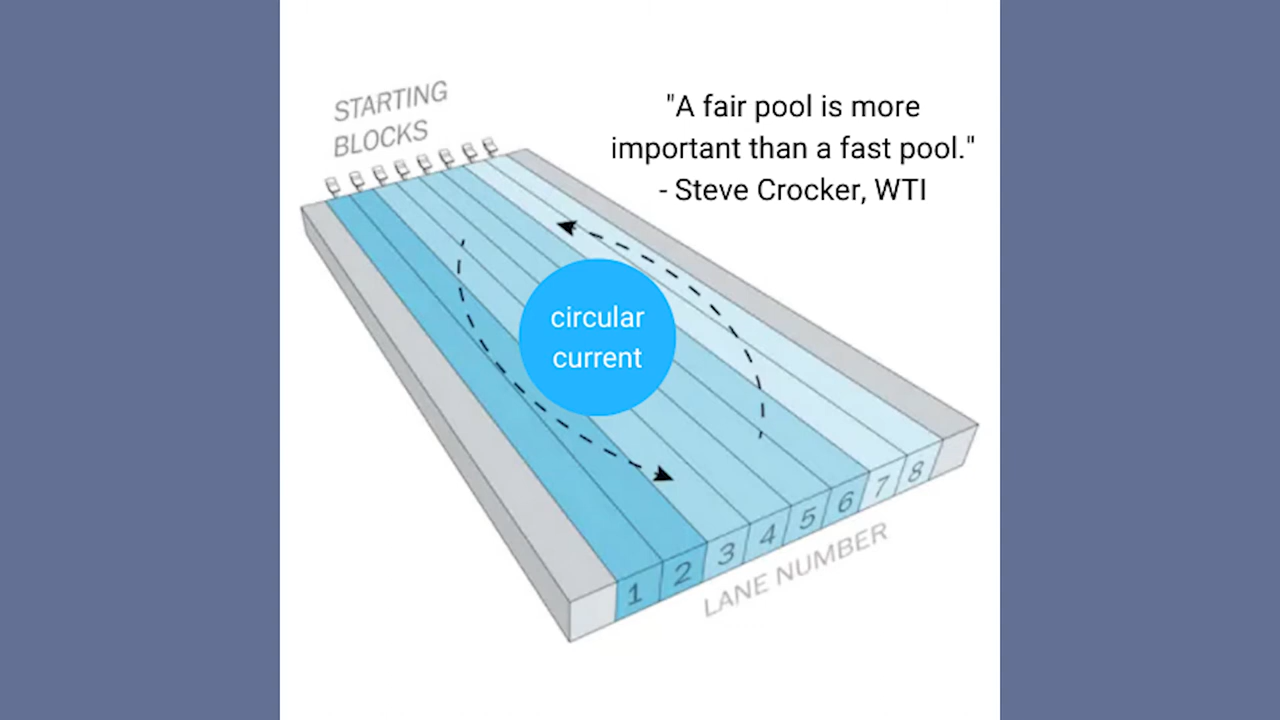 STARTING
BLOCKS
"A fair pool is more
important than a fast pool."
- Steve Crocker, WTI
circular
current
1 2 3 4 5 6 7 8
LANE NUMBER